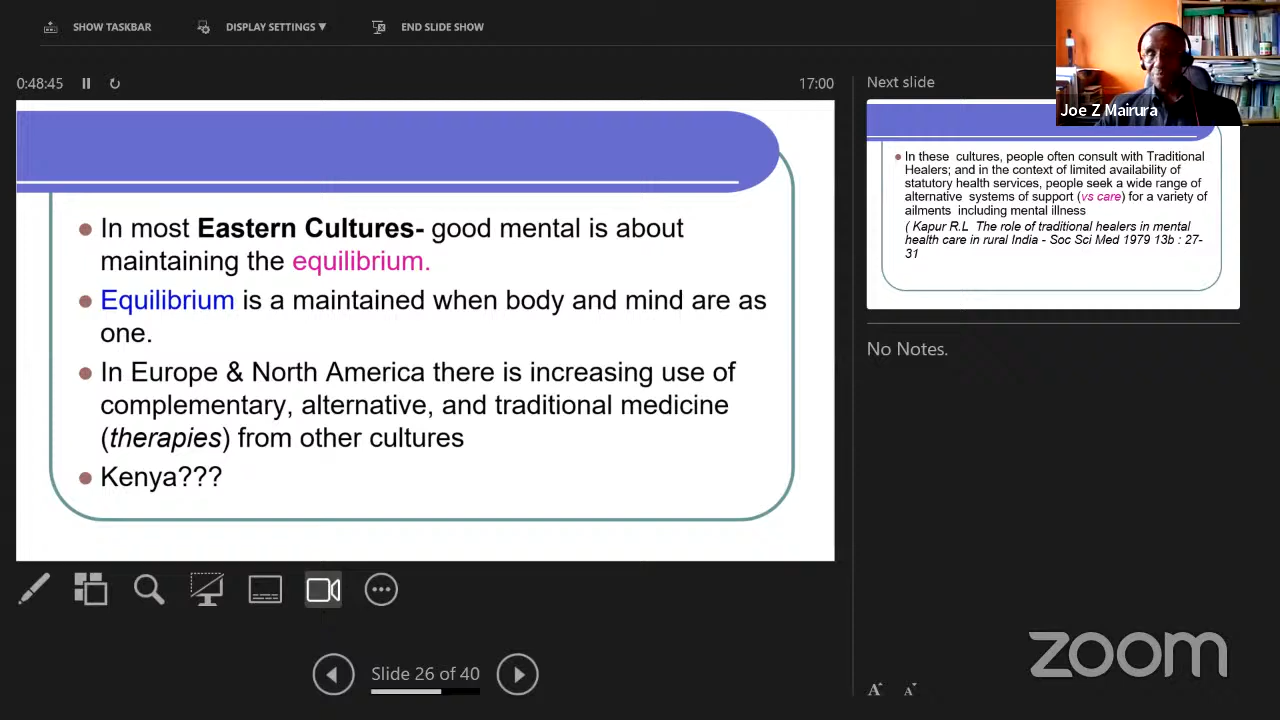 SHOW TASKBAR
DISPLAY SETTINGS ▼
END SLIDE SHOW
0:48:45
17:00
In most Eastern Cultures- good mental is about
maintaining the equilibrium.
Equilibrium is a maintained when body and mind are as
one.
In Europe & North America there is increasing use of
complementary, alternative, and traditional medicine
(therapies) from other cultures
Kenya???
Slide 26 of 40
Next slide
Joe Z Mairura
In these cultures, people often consult with Traditional
Healers; and in the context of limited availability of
statutory health services, people seek a wide range of
alternative systems of support (vs care) for a variety of
ailments including mental illness
( Kapur R.L The role of traditional healers in mental
health care in rural India - Soc Sci Med 1979 13b : 27-
31
No Notes.
zoom
A A